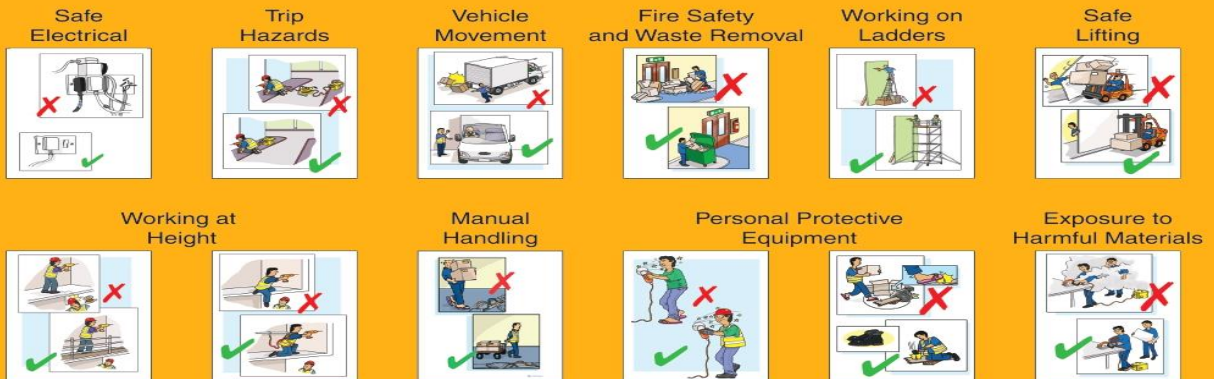 Safe
Electrical
Trip
Hazards
Vehicle
Movement
Fire Safety
and Waste Removal
Working on
Ladders
Safe
Lifting
Working at
Height
Manual
Handling
Personal Protective
Equipment
Exposure to
Harmful Materials